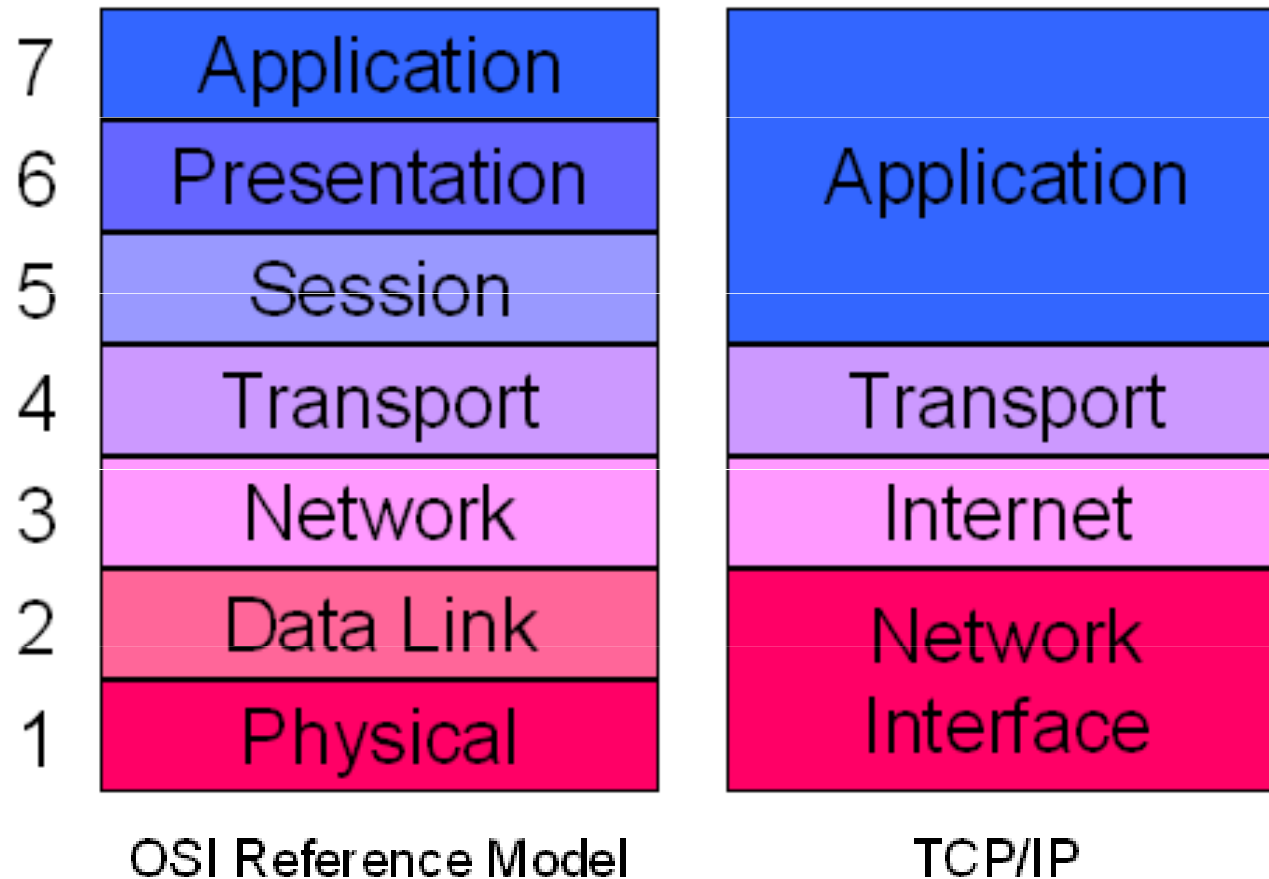 7 Application
6 Presentation Application
5 Session
4 Transport Transport
3 Network Internet
2 Data Link Network
1 Physical Interface
OSI Reference Model TCP/IP